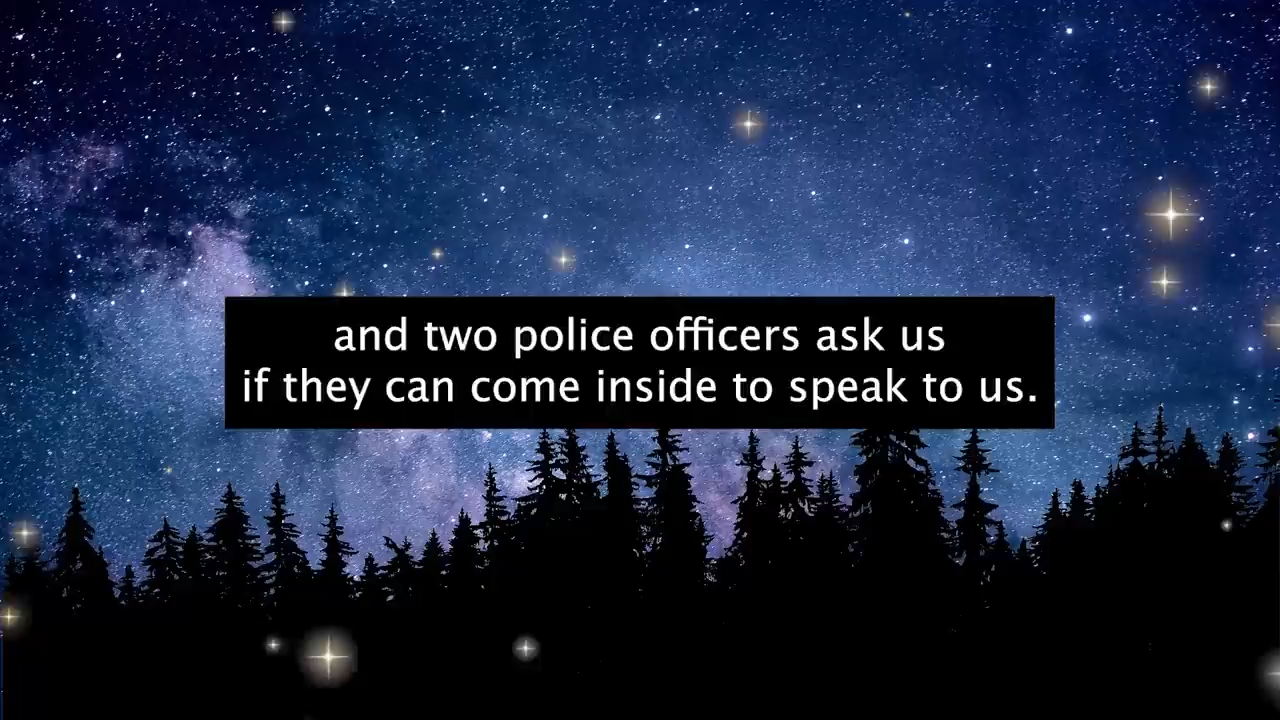 and two police officers ask us
if they can come inside to speak to us.